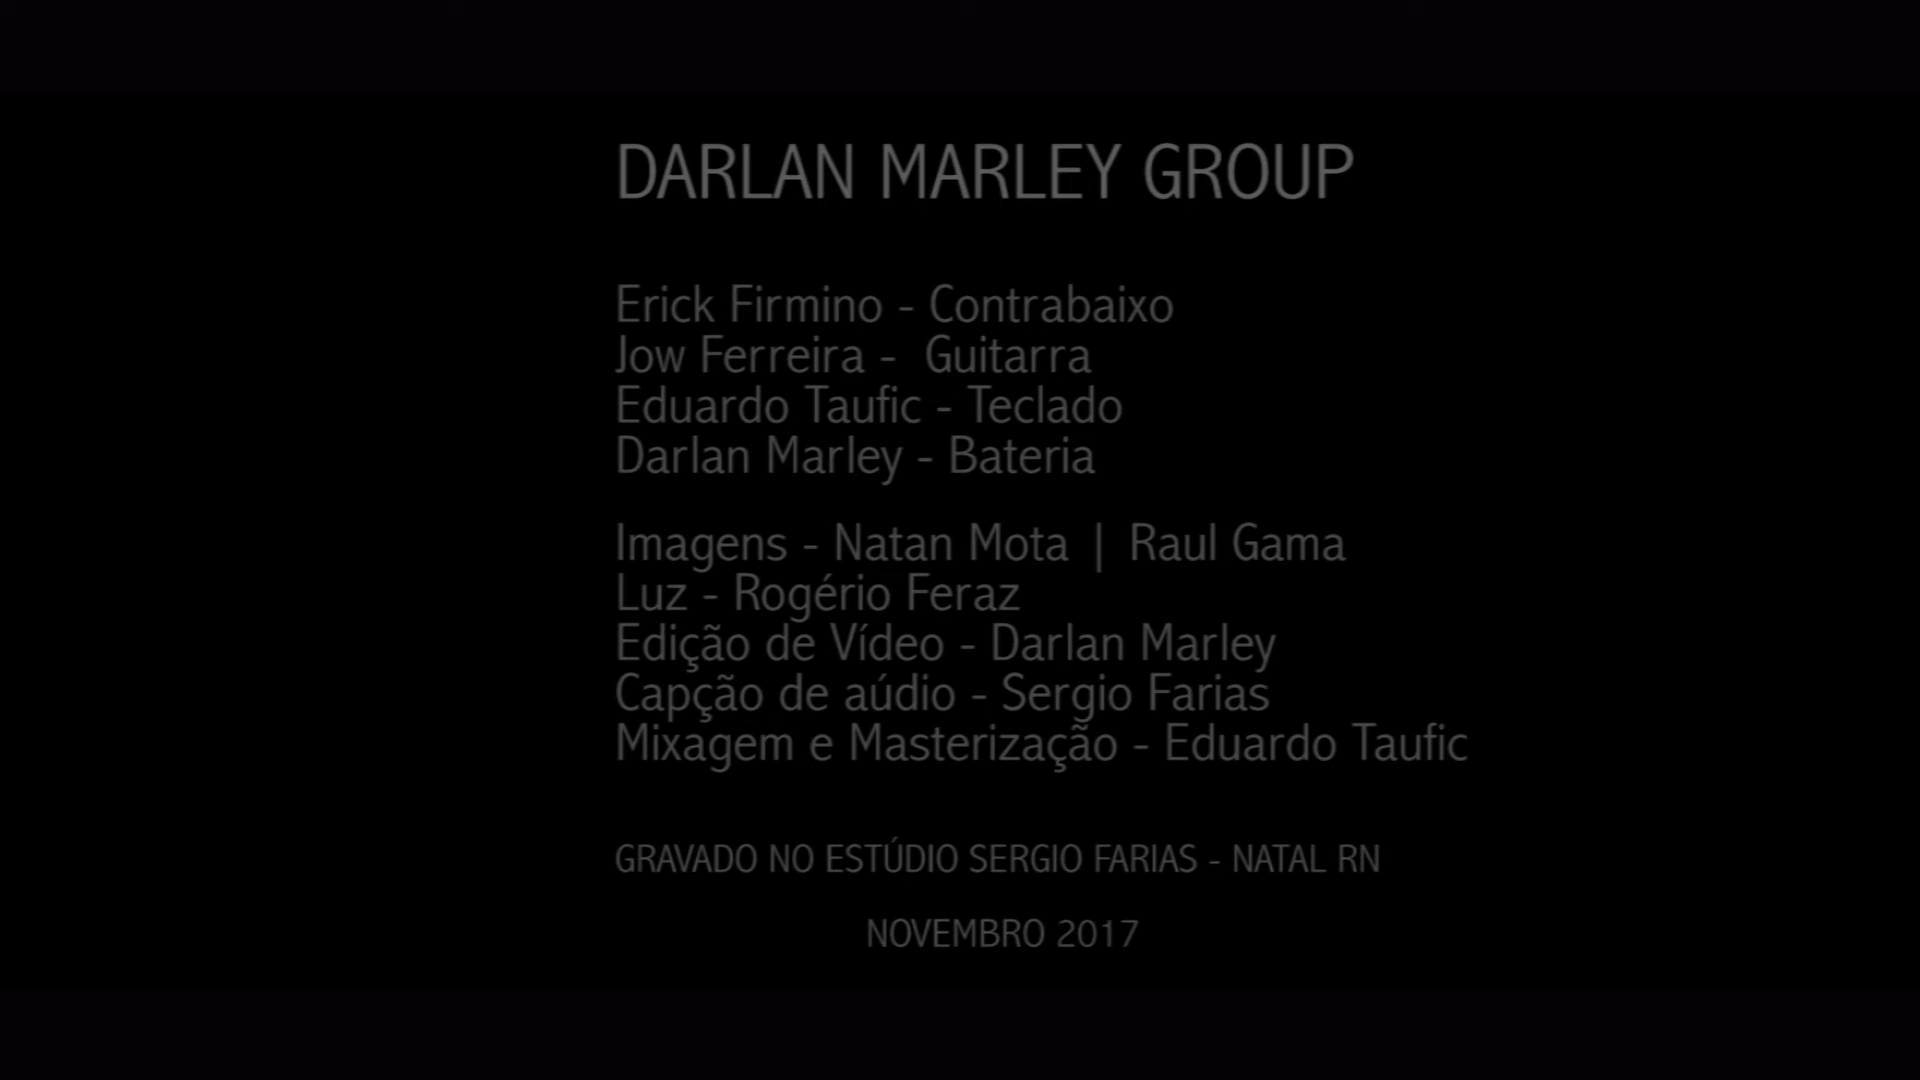 DARLAN MARLEY GROUP
Erick Firmino - Contrabaixo
Jow Ferreira - Guitarra
Eduardo Taufic - Teclado
Darlan Marley - Bateria
Imagens - Natan Mota | Raul Gama
Luz - Rogério Feraz
Edição de Vídeo - Darlan Marley
Capção de aúdio - Sergio Farias
Mixagem e Masterização - Eduardo Taufic
GRAVADO NO ESTÚDIO SERGIO FARIAS - NATAL RN
NOVEMBRO 2017